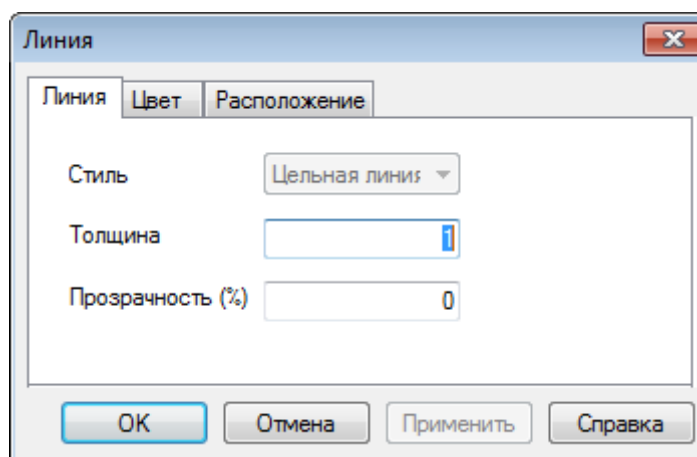 Линия
Линия Цвет Расположение
Стиль Цельная линия
Толщина 1
Прозрачность (%) 0
OK Отмена Применить Справка